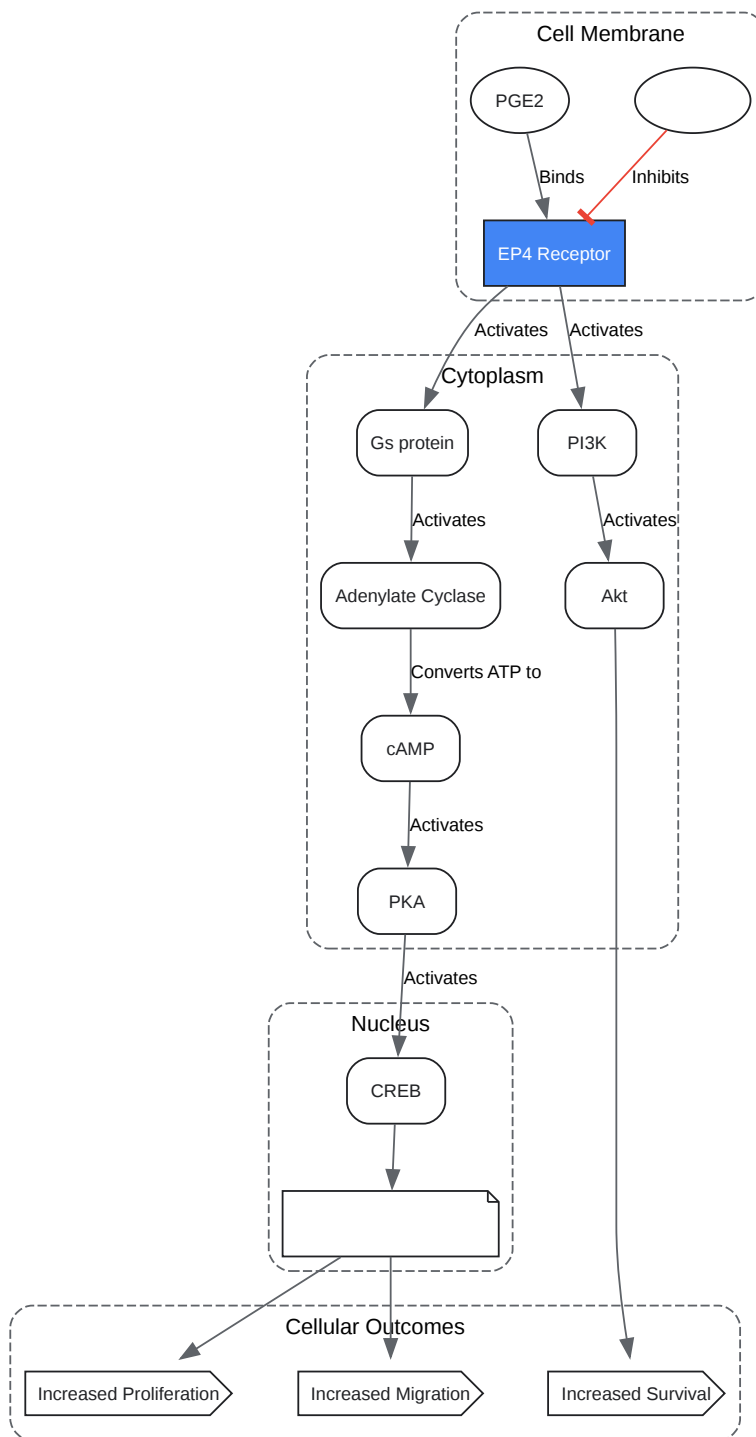 Cell Membrane
PGE2
Binds
Inhibits
EP4 Receptor
Activates
Activates
Cytoplasm
Gs protein
PI3K
Activates
Activates
Adenylate Cyclase
Akt
Converts ATP to
cAMP
Activates
PKA
Activates
Nucleus
CREB
Cellular Outcomes
Increased Proliferation
Increased Migration
Increased Survival